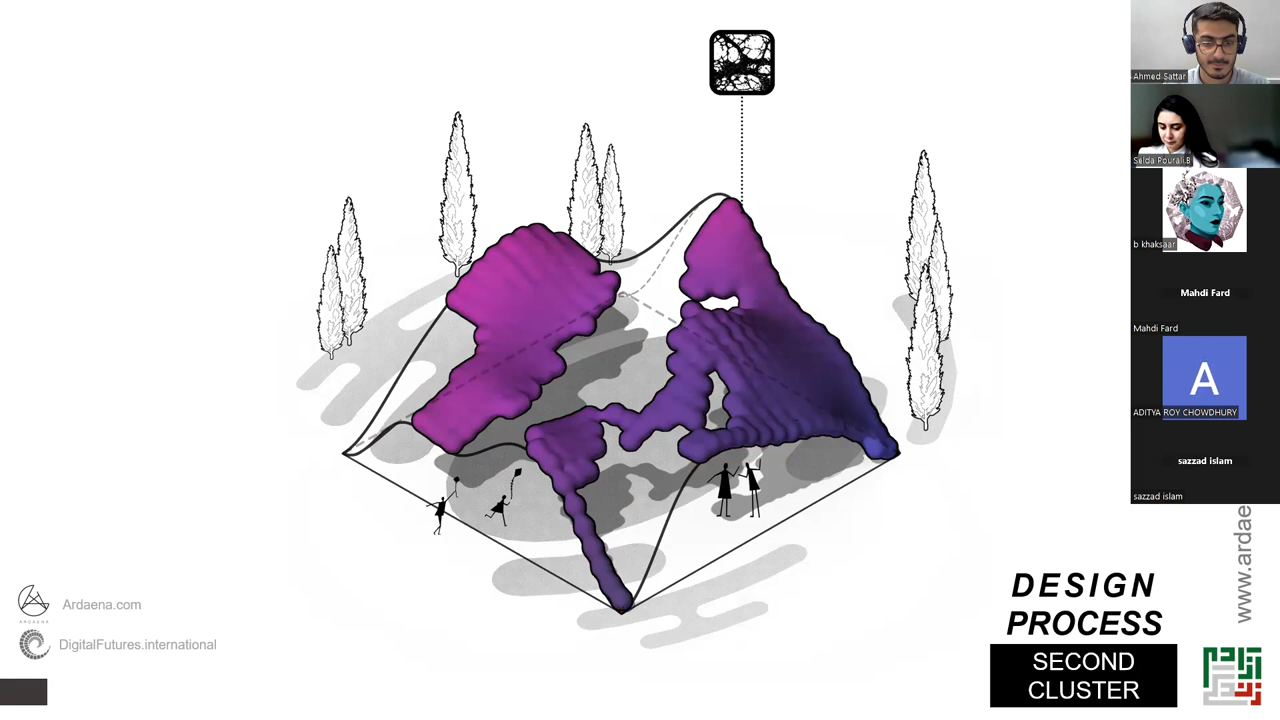 Ahmed Sattar
Selda Pourali.B
b khaksaar
Mahdi Fard
Mahdi Fard
A
ADITYA ROY CHOWDHURY
sazzad islam
sazzad islam
www.ardae
DESIGN
PROCESS
SECOND
CLUSTER
ARDAENA
Ardaena.com
DigitalFutures.international